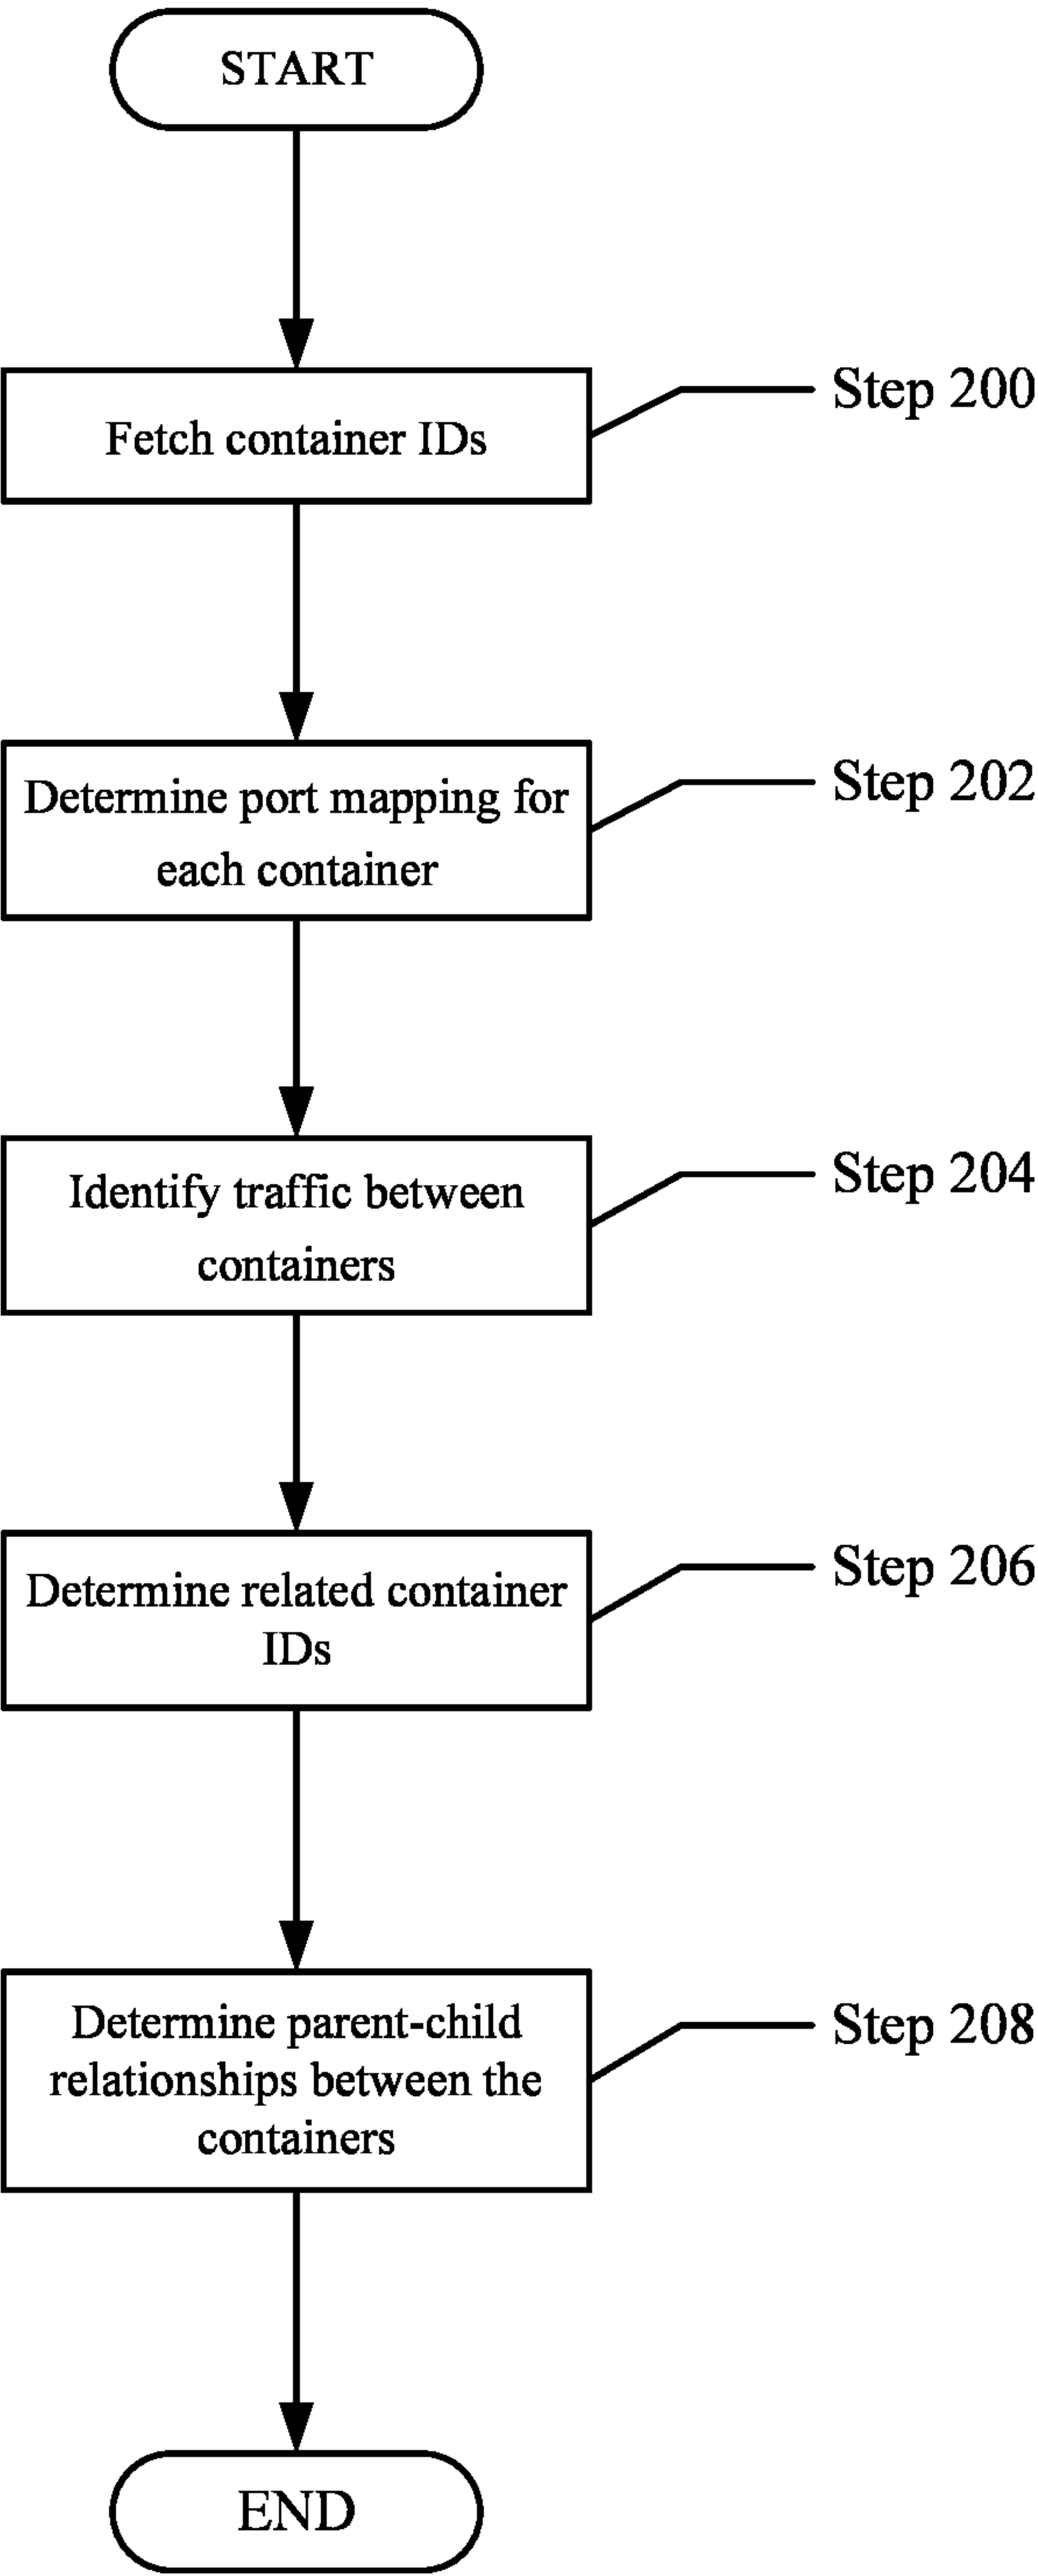 START
Fetch container IDs
Step 200
Determine port mapping for
each container
Step 202
Identify traffic between
containers
Step 204
Determine related container
IDs
Step 206
Determine parent-child
relationships between the
containers
Step 208
END